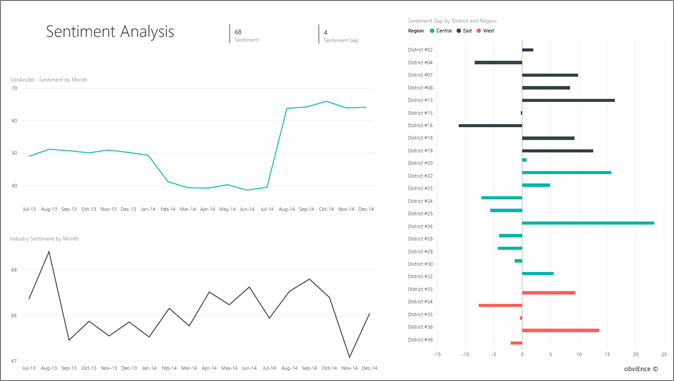 Sentiment Analysis
68
Sentiment
4
Sentiment Gap
VanArsdel - Sentiment by Month
70
60
50
40
Jul-13 Aug-13 Sep-13 Oct-13 Nov-13 Dec-13 Jan-14 Feb-14 Mar-14 Apr-14 May-14 Jun-14 Jul-14 Aug-14 Sep-14 Oct-14 Nov-14 Dec-14
Industry Sentiment by Month
69
68
67
Jul-13 Aug-13 Sep-13 Oct-13 Nov-13 Dec-13 Jan-14 Feb-14 Mar-14 Apr-14 May-14 Jun-14 Jul-14 Aug-14 Sep-14 Oct-14 Nov-14 Dec-14
Sentiment Gap by District and Region
Region Central East West
District #02
District #04
District #07
District #08
District #13
District #15
District #16
District #18
District #19
District #20
District #22
District #23
District #24
District #25
District #26
District #28
District #29
District #30
District #32
District #33
District #34
District #35
District #38
District #39
-15 -10 -5 0 5 10 15 20 25
obviEnce ©